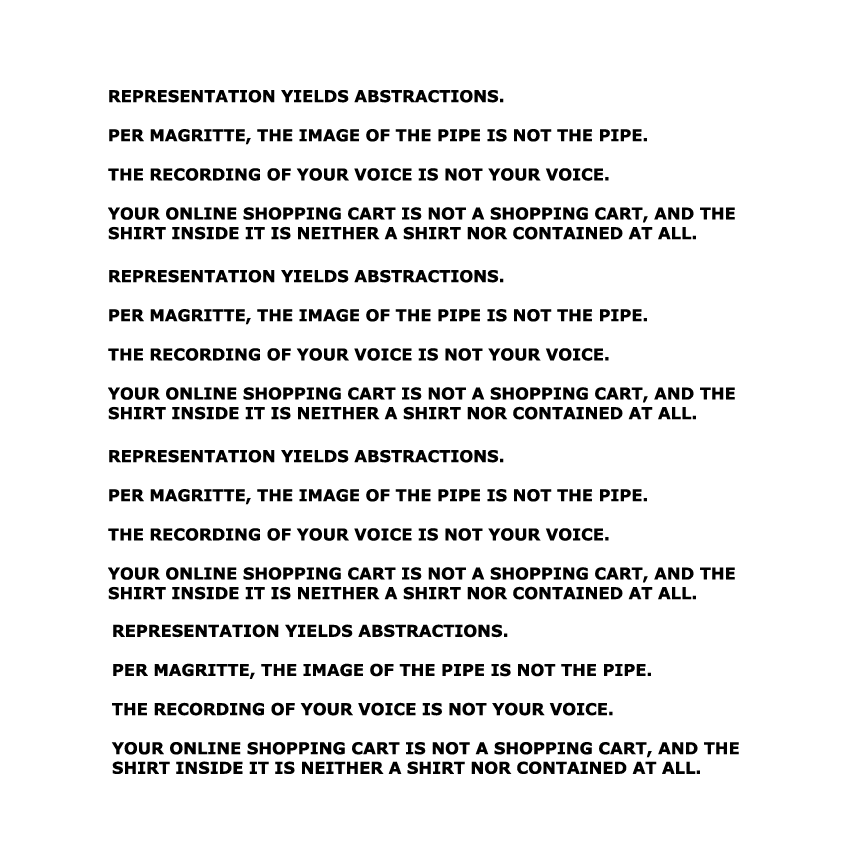 REPRESENTATION YIELDS ABSTRACTIONS.
PER MAGRITTE, THE IMAGE OF THE PIPE IS NOT THE PIPE.
THE RECORDING OF YOUR VOICE IS NOT YOUR VOICE.
YOUR ONLINE SHOPPING CART IS NOT A SHOPPING CART, AND THE
SHIRT INSIDE IT IS NEITHER A SHIRT NOR CONTAINED AT ALL.
REPRESENTATION YIELDS ABSTRACTIONS.
PER MAGRITTE, THE IMAGE OF THE PIPE IS NOT THE PIPE.
THE RECORDING OF YOUR VOICE IS NOT YOUR VOICE.
YOUR ONLINE SHOPPING CART IS NOT A SHOPPING CART, AND THE
SHIRT INSIDE IT IS NEITHER A SHIRT NOR CONTAINED AT ALL.
REPRESENTATION YIELDS ABSTRACTIONS.
PER MAGRITTE, THE IMAGE OF THE PIPE IS NOT THE PIPE.
THE RECORDING OF YOUR VOICE IS NOT YOUR VOICE.
YOUR ONLINE SHOPPING CART IS NOT A SHOPPING CART, AND THE
SHIRT INSIDE IT IS NEITHER A SHIRT NOR CONTAINED AT ALL.
REPRESENTATION YIELDS ABSTRACTIONS.
PER MAGRITTE, THE IMAGE OF THE PIPE IS NOT THE PIPE.
THE RECORDING OF YOUR VOICE IS NOT YOUR VOICE.
YOUR ONLINE SHOPPING CART IS NOT A SHOPPING CART, AND THE
SHIRT INSIDE IT IS NEITHER A SHIRT NOR CONTAINED AT ALL.